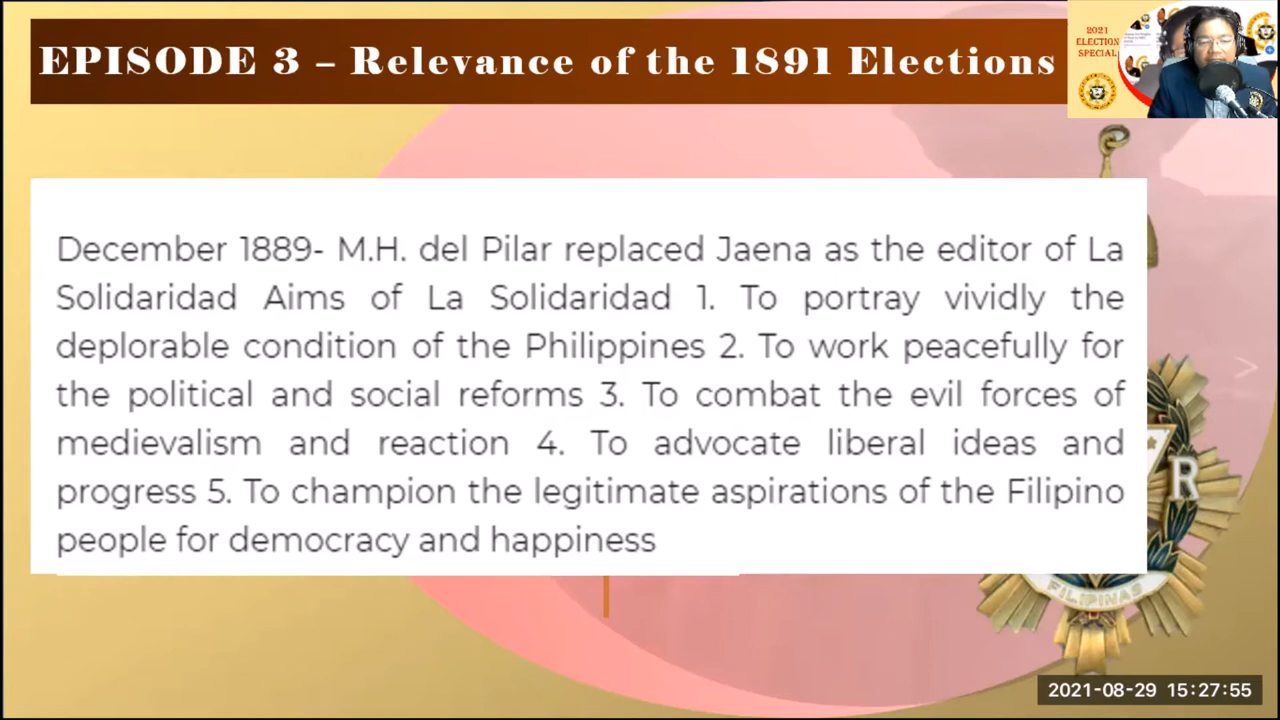 EPISODE 3 – Relevance of the 1891 Elections
2021
ELECTION
SPECIAL
December 1889- M.H. del Pilar replaced Jaena as the editor of La
Solidaridad Aims of La Solidaridad 1. To portray vividly the
deplorable condition of the Philippines 2. To work peacefully for
the political and social reforms 3. To combat the evil forces of
medievalism and reaction 4. To advocate liberal ideas and
progress 5. To champion the legitimate aspirations of the Filipino
people for democracy and happiness
R
FILIPINAS
2021-08-29 15:27:55